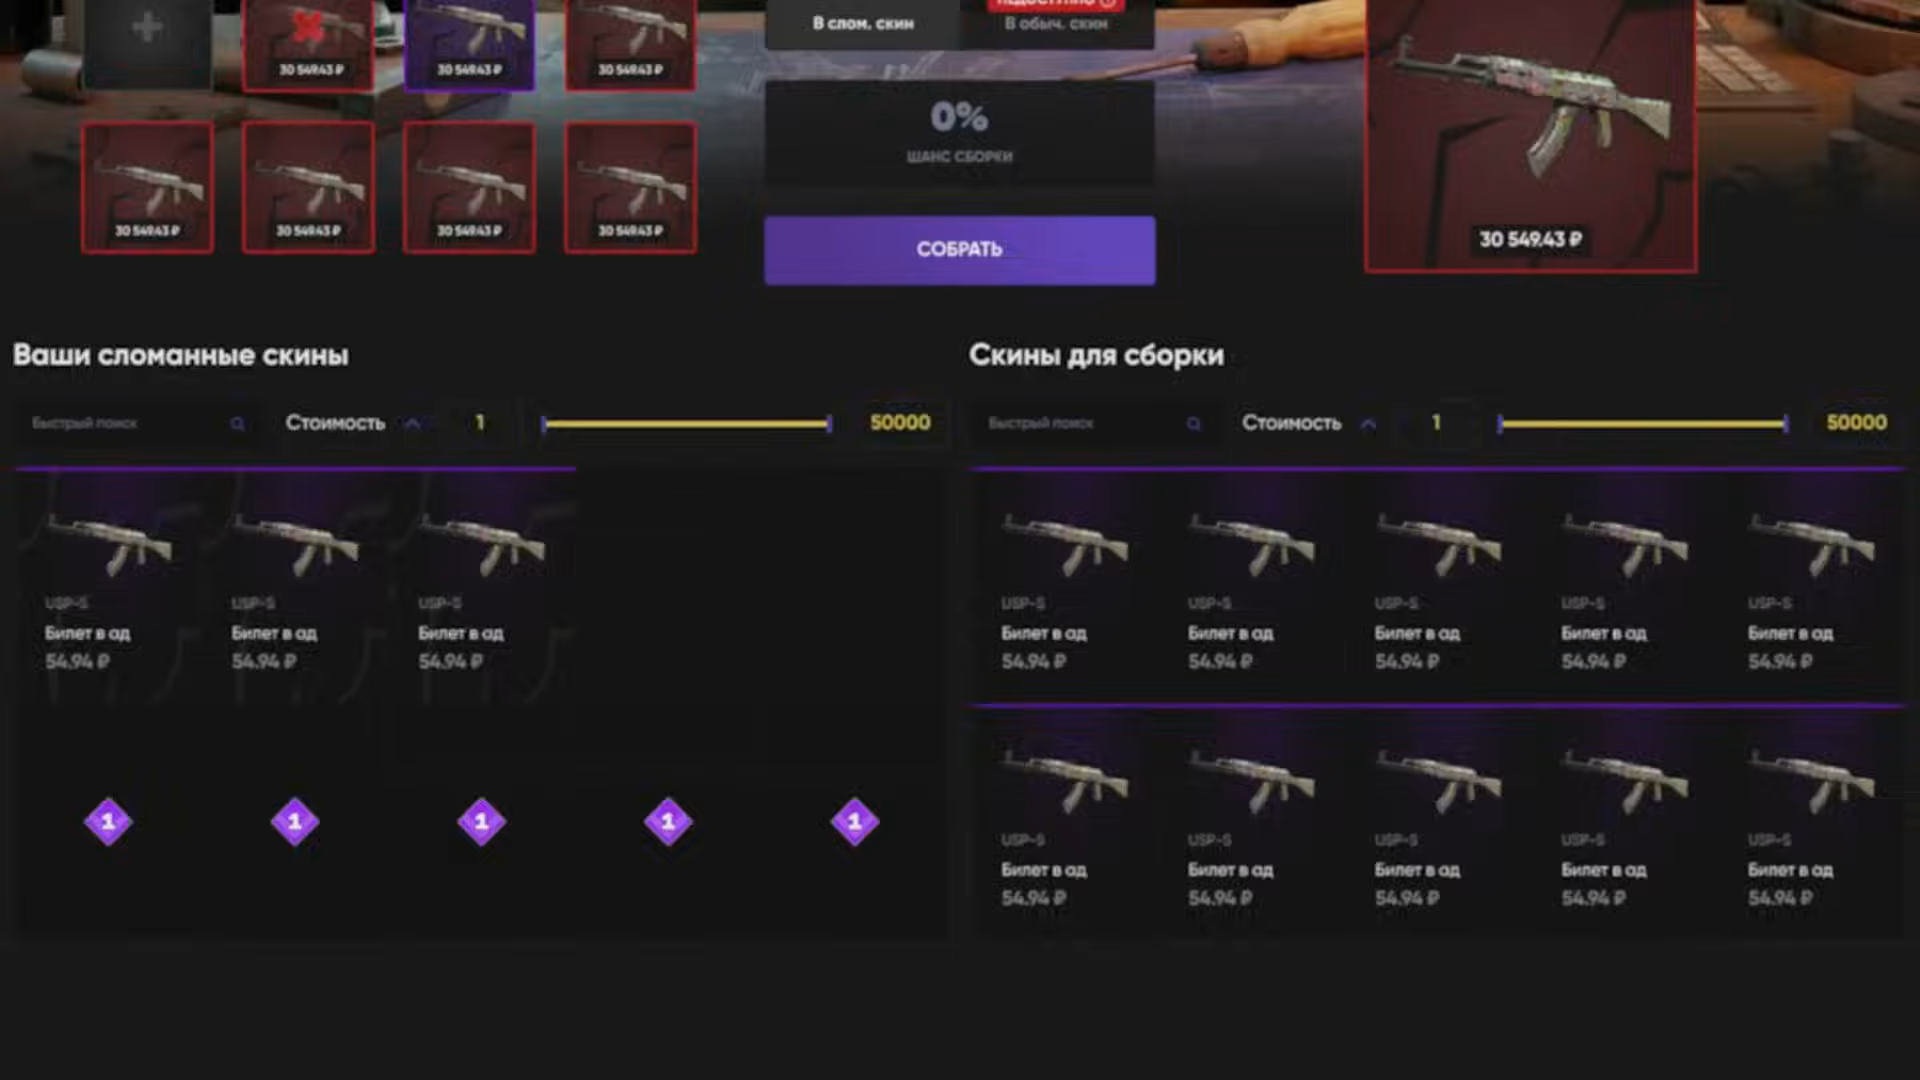 НЕДОСТУПНО
В слом. скин
В обыч. скин
30 549.43 ₽
30 549.43 ₽
30 549.43 ₽
0%
ШАНС СБОРКИ
30 549.43 ₽
30 549.43 ₽
30 549.43 ₽
30 549.43 ₽
30 549.43 ₽
СОБРАТЬ
Ваши сломанные скины
Быстрый поиск
Стоимость
1
50000
USP-S
USP-S
USP-S
Билет в ад
Билет в ад
Билет в ад
54.94 ₽
54.94 ₽
54.94 ₽
1
1
1
1
1
Скины для сборки
Быстрый поиск
Стоимость
1
50000
USP-S
USP-S
USP-S
USP-S
USP-S
Билет в ад
Билет в ад
Билет в ад
Билет в ад
Билет в ад
54.94 ₽
54.94 ₽
54.94 ₽
54.94 ₽
54.94 ₽
USP-S
USP-S
USP-S
USP-S
USP-S
Билет в ад
Билет в ад
Билет в ад
Билет в ад
Билет в ад
54.94 ₽
54.94 ₽
54.94 ₽
54.94 ₽
54.94 ₽